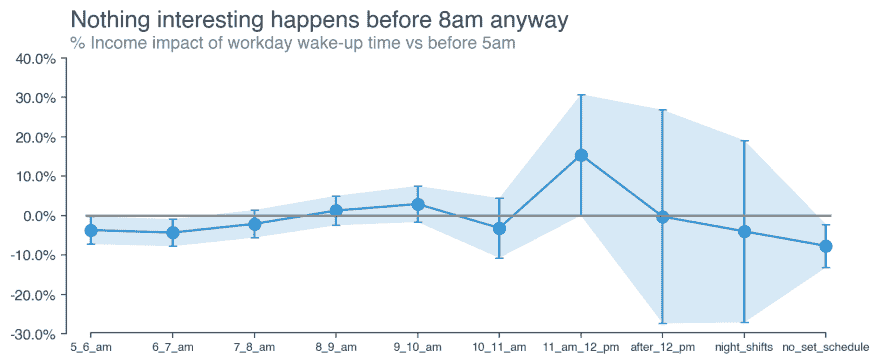 Nothing interesting happens before 8am anyway
% Income impact of workday wake-up time vs before 5am
40.0%
30.0%
20.0%
10.0%
0.0%
-10.0%
-20.0%
-30.0%
5_6_am 6_7_am 7_8_am 8_9_am 9_10_am 10_11_am 11_am_12_pm after_12_pm night_shifts no_set_schedule